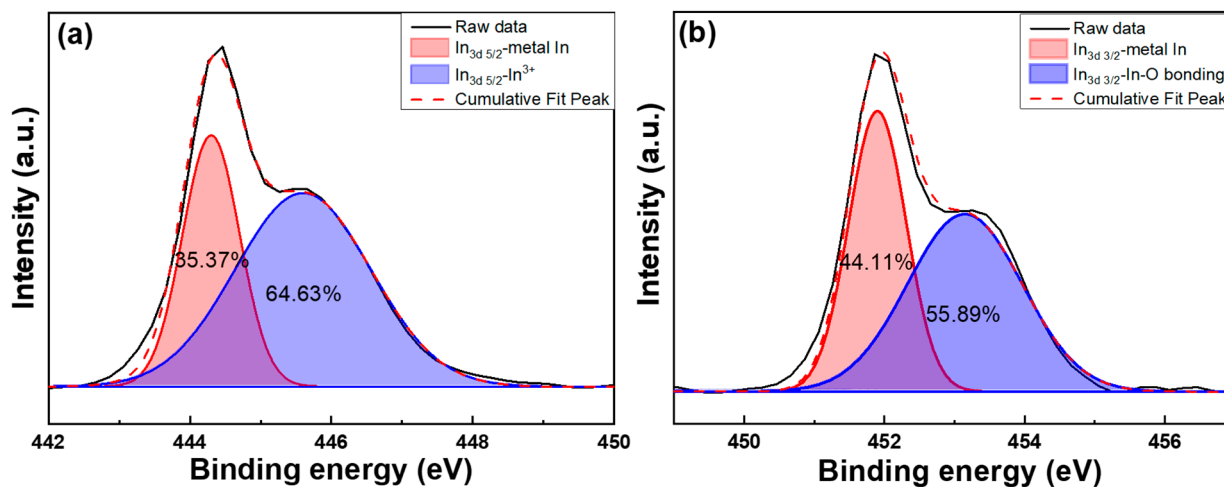 (a)
Raw data
In3d 5/2-metal In
In3d 5/2-In3+
Cumulative Fit Peak
35.37%
64.63%
Intensity (a.u.)
442 444 446 448 450
Binding energy (eV)
(b)
Raw data
In3d 3/2-metal In
In3d 3/2-In-O bonding
Cumulative Fit Peak
44.11%
55.89%
Intensity (a.u.)
450 452 454 456
Binding energy (eV)